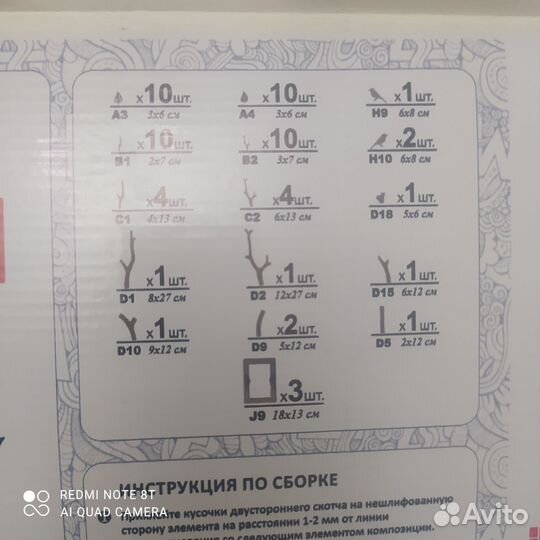 x10шт. x10шт. x1шт.
A3 3x6 см A4 3x6 см H9 6x8 см
x10шт. x10шт. x2шт.
B1 2x7 см B2 3x7 см H10 6x8 см
x4шт. x4шт. x1шт.
C1 4x13 см C2 6x13 см D18 5x6 см
x1шт. x1шт. x1шт.
D1 8x27 см D2 12x27 см D15 6x12 см
x1шт. x2шт. x1шт.
D10 9x12 см D9 5x12 см D5 2x12 см
x3шт.
J9 18x13 см
ИНСТРУКЦИЯ ПО СБОРКЕ
Приклейте кусочки двустороннего скотча на нешлифованную
сторону элемента на расстоянии 1-2 мм от линии
со следующим элементом композиции.
REDMI NOTE 8T
AI QUAD CAMERA
Avito